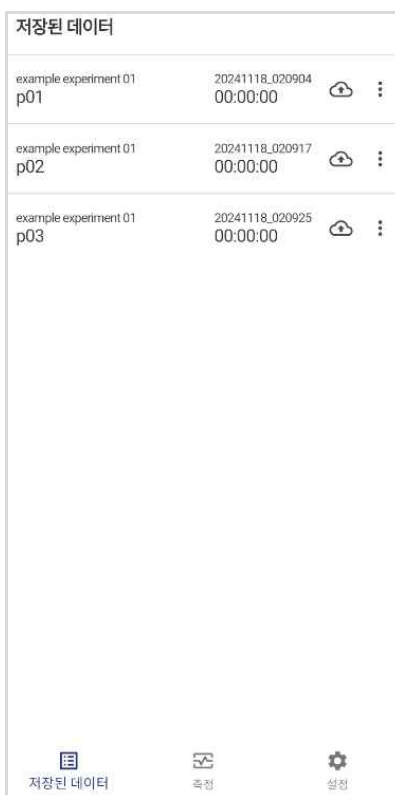 저장된 데이터
example experiment 01 20241118_020904
p01 00:00:00
example experiment 01 20241118_020917
p02 00:00:00
example experiment 01 20241118_020925
p03 00:00:00
저장된 데이터 측정 설정